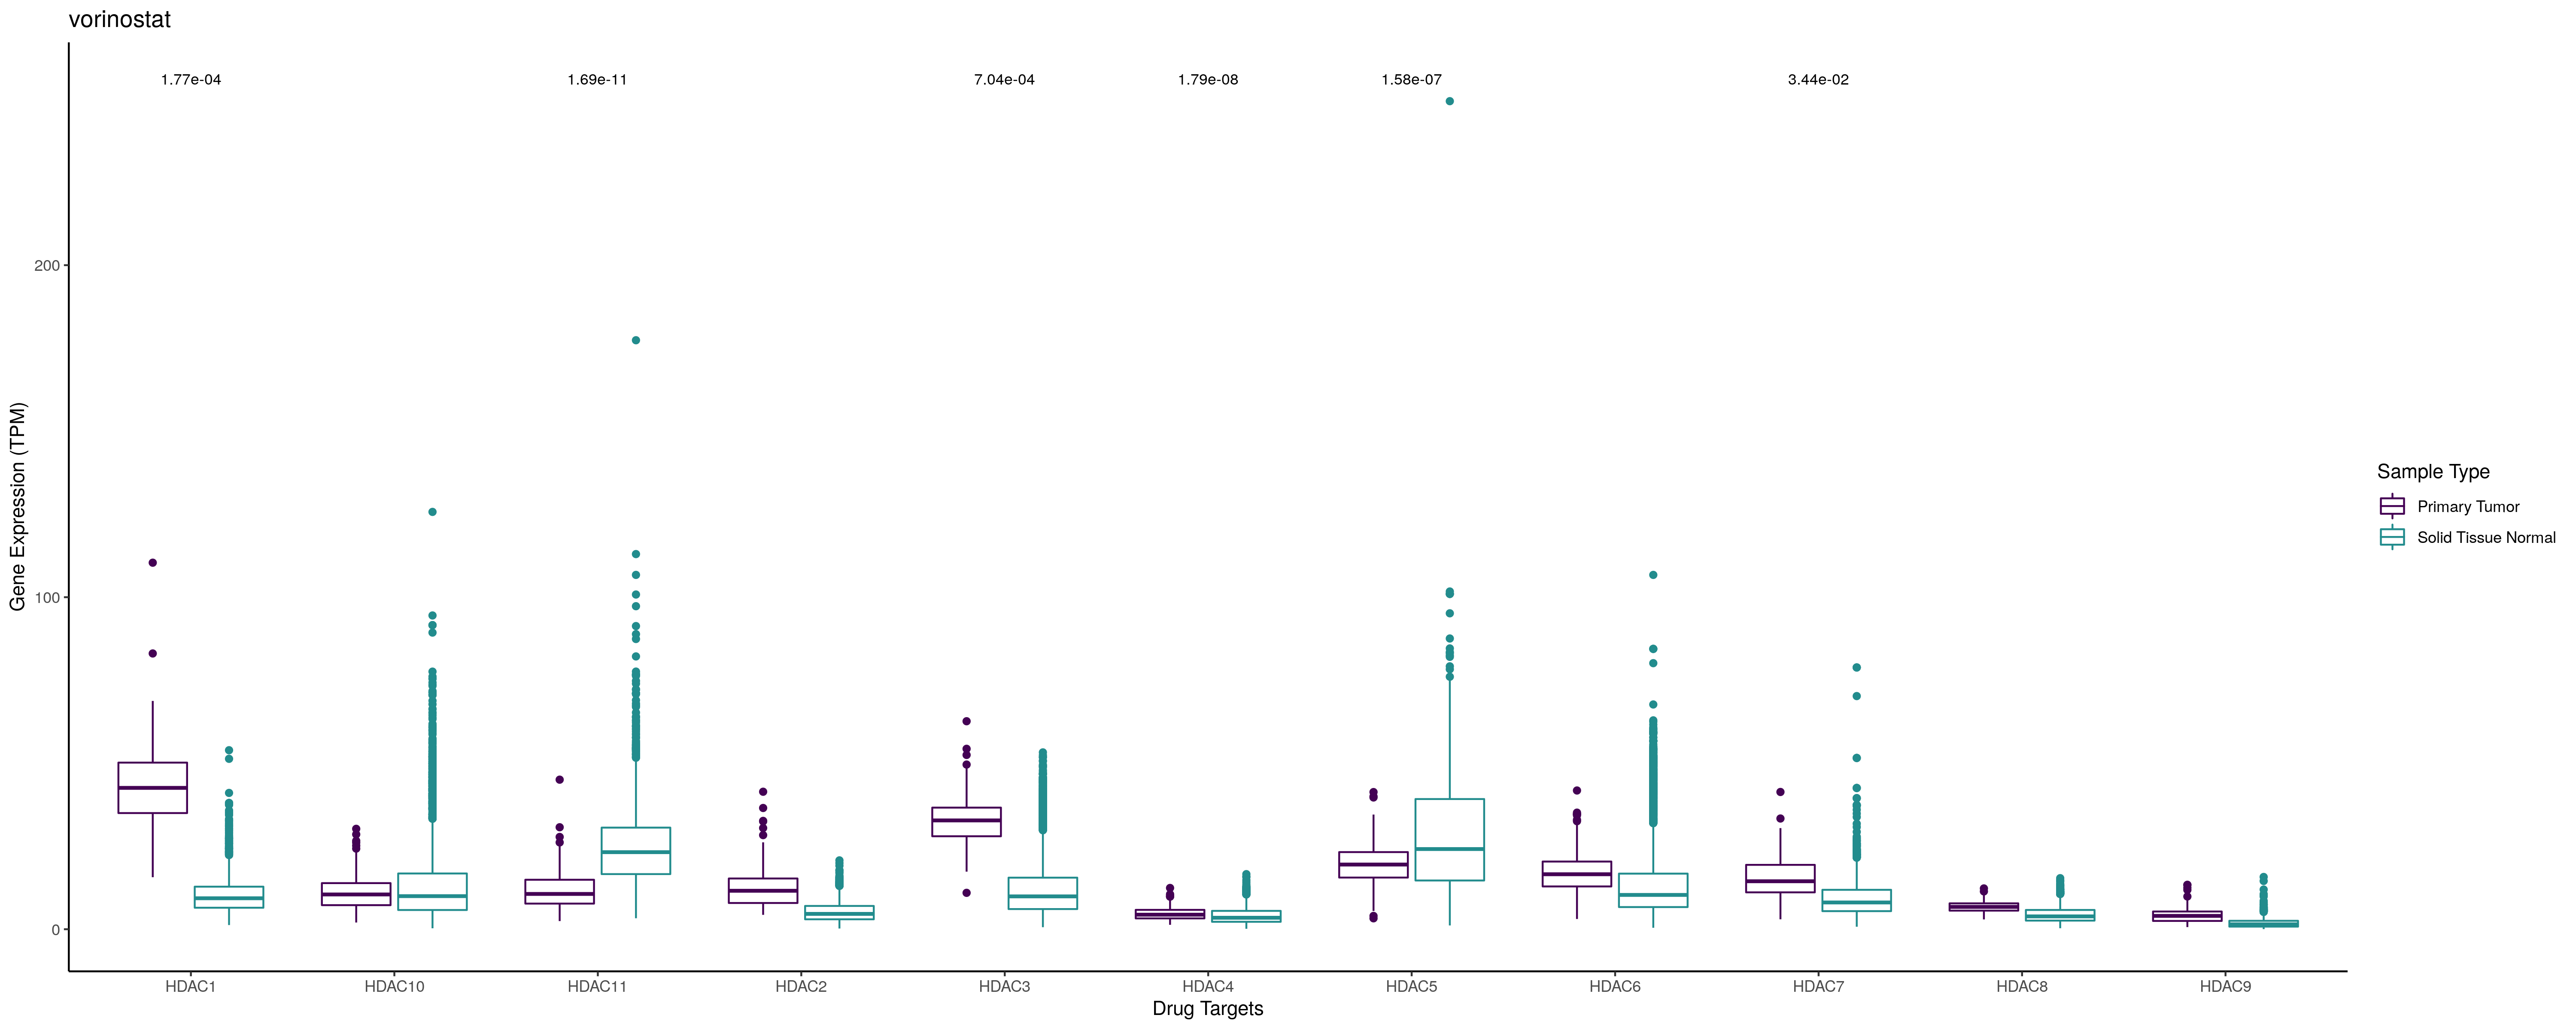 vorinostat
1.77e-04
1.69e-11
7.04e-04
1.79e-08
1.58e-07
3.44e-02
200
100
0
Gene Expression (TPM)
HDAC1
HDAC10
HDAC11
HDAC2
HDAC3
HDAC4
HDAC5
HDAC6
HDAC7
HDAC8
HDAC9
Drug Targets
Sample Type
Primary Tumor
Solid Tissue Normal